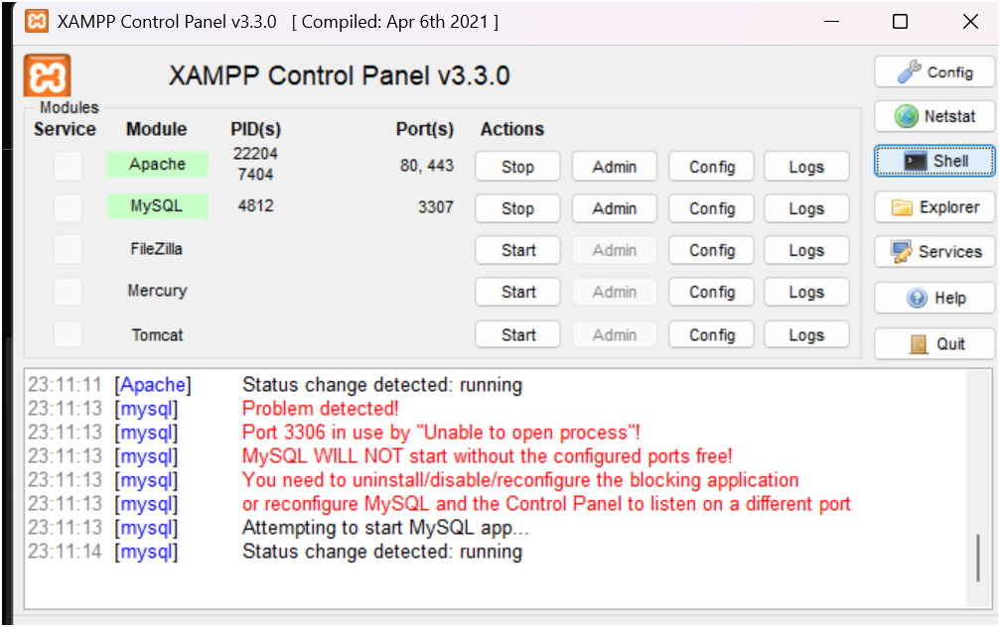 XAMPP Control Panel v3.3.0 [ Compiled: Apr 6th 2021 ]
XAMPP Control Panel v3.3.0
Config
Modules
Service Module PID(s) Port(s) Actions
Netstat
Apache 22204 7404 80, 443 Stop Admin Config Logs
Shell
MySQL 4812 3307 Stop Admin Config Logs
Explorer
FileZilla Start Admin Config Logs
Services
Mercury Start Admin Config Logs
Help
Tomcat Start Admin Config Logs
Quit
23:11:11 [Apache] Status change detected: running
23:11:13 [mysql] Problem detected!
23:11:13 [mysql] Port 3306 in use by "Unable to open process"!
23:11:13 [mysql] MySQL WILL NOT start without the configured ports free!
23:11:13 [mysql] You need to uninstall/disable/reconfigure the blocking application
23:11:13 [mysql] or reconfigure MySQL and the Control Panel to listen on a different port
23:11:13 [mysql] Attempting to start MySQL app...
23:11:14 [mysql] Status change detected: running